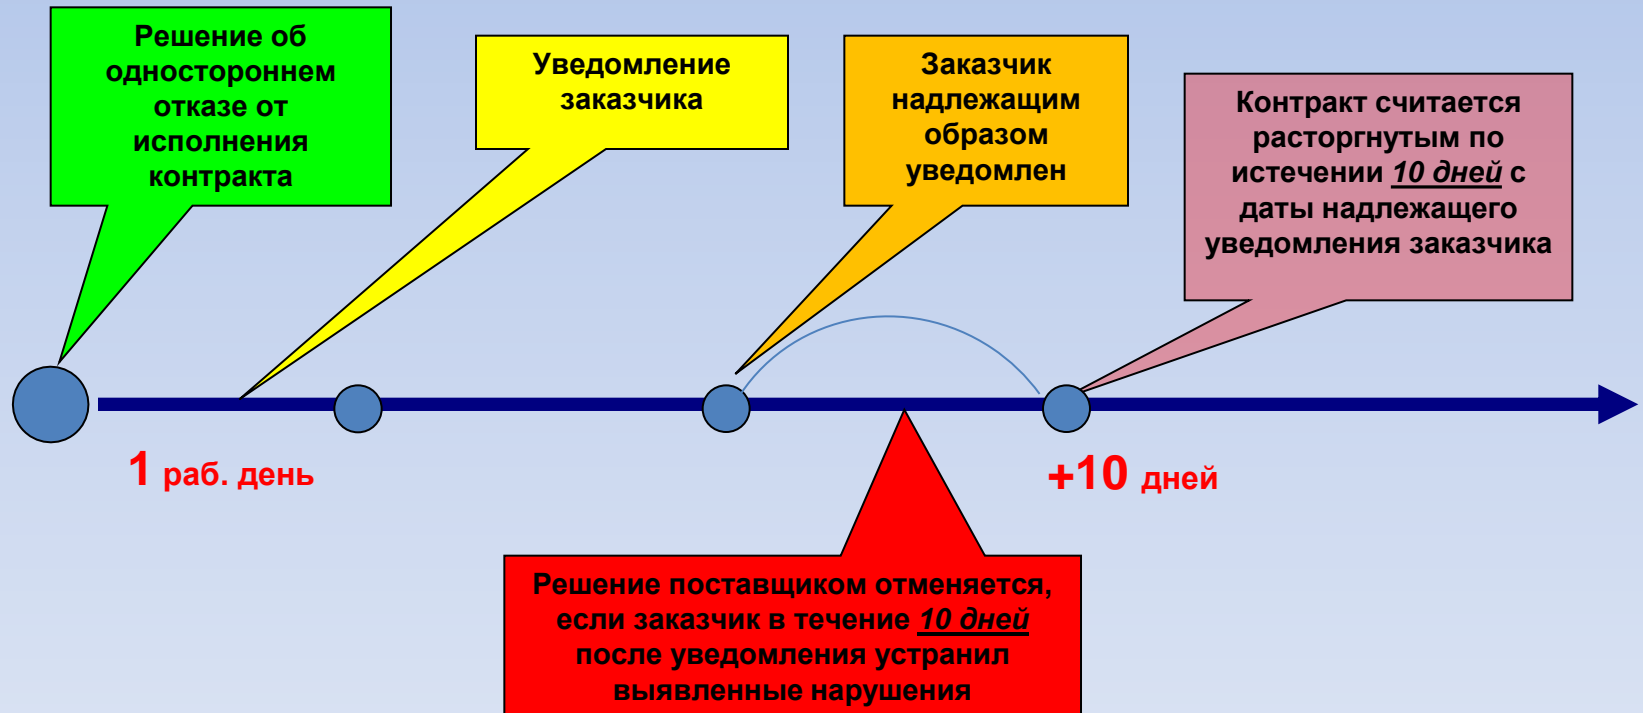 Решение об
одностороннем
отказе от
исполнения
контракта
Уведомление
заказчика
Заказчик
надлежащим
образом
уведомлен
Контракт считается
расторгнутым по
истечении 10 дней с
даты надлежащего
уведомления заказчика
1 раб. день
+10 дней
Решение поставщиком отменяется,
если заказчик в течение 10 дней
после уведомления устранил
выявленные нарушения